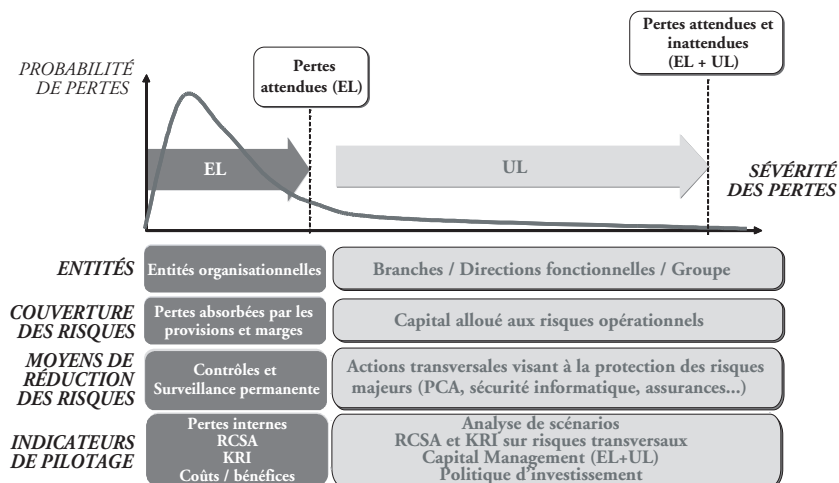 Pertes attendues et
inattendues
(EL + UL)
PROBABILITÉ
DE PERTES
Pertes
attendues (EL)
EL
UL
SÉVÉRITÉ
DES PERTES
ENTITÉS
Entités organisationnelles
Branches / Directions fonctionnelles / Groupe
COUVERTURE
DES RISQUES
Pertes absorbées par les
provisions et marges
Capital alloué aux risques opérationnels
MOYENS DE
RÉDUCTION
DES RISQUES
Contrôles et
Surveillance permanente
Actions transversales visant à la protection des risques
majeurs (PCA, sécurité informatique, assurances...)
INDICATEURS
DE PILOTAGE
Pertes internes
RCSA
KRI
Coûts / bénéfices
Analyse de scénarios
RCSA et KRI sur risques transversaux
Capital Management (EL+UL)
Politique d'investissement